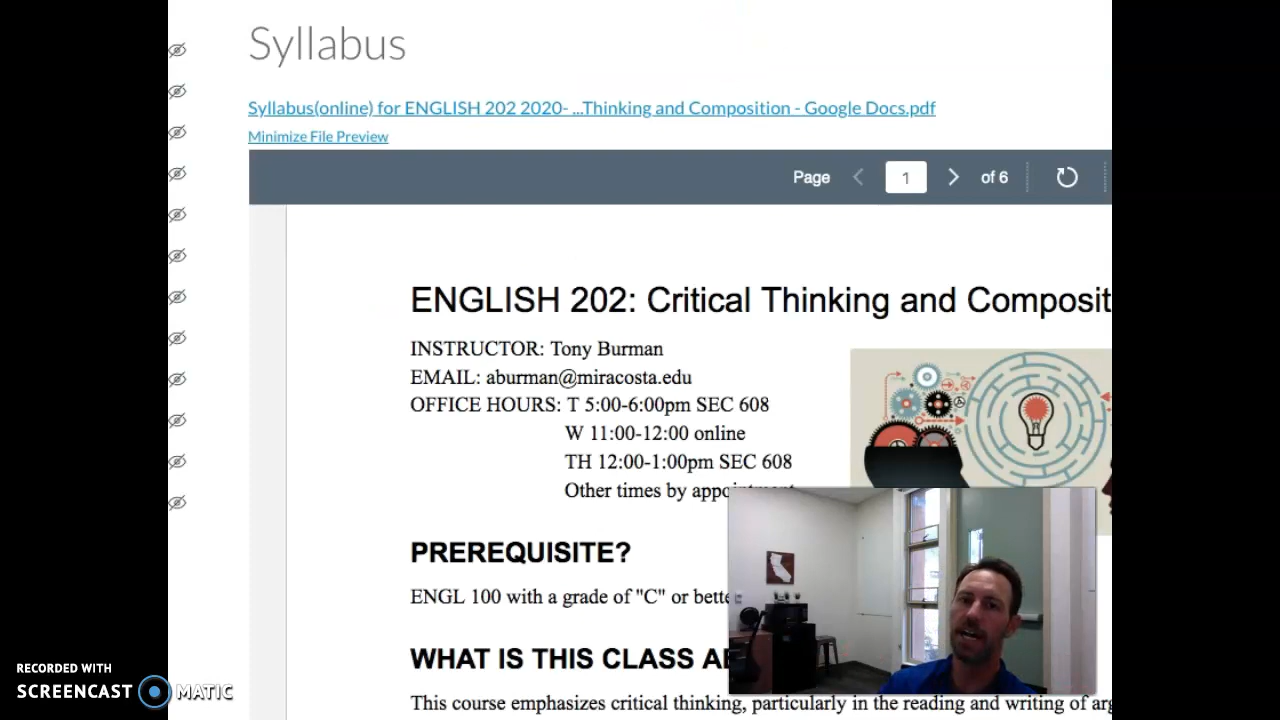 Syllabus
Syllabus(online) for ENGLISH 202 2020- ...Thinking and Composition - Google Docs.pdf
Minimize File Preview
Page 1 of 6
ENGLISH 202: Critical Thinking and Composit
INSTRUCTOR: Tony Burman
EMAIL: aburman@miracosta.edu
OFFICE HOURS: T 5:00-6:00pm SEC 608
W 11:00-12:00 online
TH 12:00-1:00pm SEC 608
Other times by appointment
PREREQUISITE?
ENGL 100 with a grade of "C" or bette
WHAT IS THIS CLASS AB
This course emphasizes critical thinking, particularly in the reading and writing of arg
RECORDED WITH
SCREENCAST MATIC